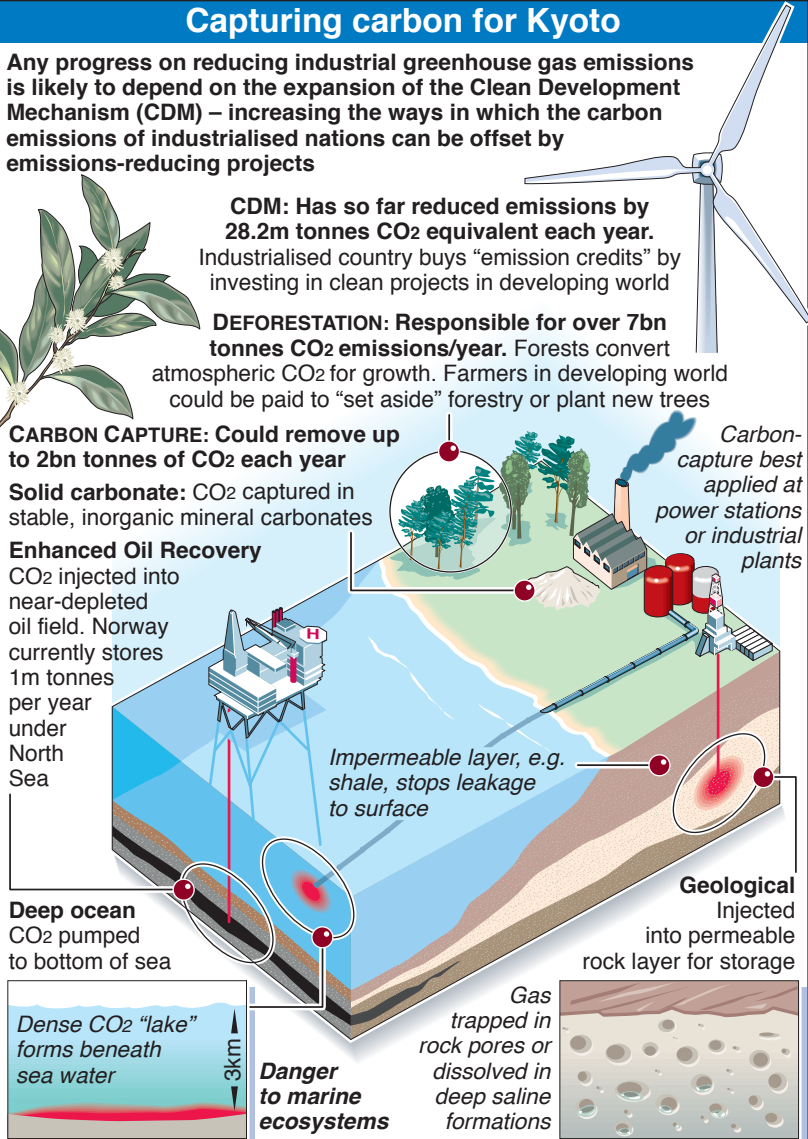 Capturing carbon for Kyoto
Any progress on reducing industrial greenhouse gas emissions
is likely to depend on the expansion of the Clean Development
Mechanism (CDM) – increasing the ways in which the carbon
emissions of industrialised nations can be offset by
emissions-reducing projects
CDM: Has so far reduced emissions by
28.2m tonnes CO2 equivalent each year.
Industrialised country buys “emission credits” by
investing in clean projects in developing world
DEFORESTATION: Responsible for over 7bn
tonnes CO2 emissions/year. Forests convert
atmospheric CO2 for growth. Farmers in developing world
could be paid to “set aside” forestry or plant new trees
CARBON CAPTURE: Could remove up
to 2bn tonnes of CO2 each year
Solid carbonate: CO2 captured in
stable, inorganic mineral carbonates
Carbon-
capture best
applied at
power stations
or industrial
plants
Enhanced Oil Recovery
CO2 injected into
near-depleted
oil field. Norway
currently stores
1m tonnes
per year
under
North
Sea
H
Impermeable layer, e.g.
shale, stops leakage
to surface
Deep ocean
CO2 pumped
to bottom of sea
Geological
Injected
into permeable
rock layer for storage
Dense CO2 “lake”
forms beneath
sea water
3km
Danger
to marine
ecosystems
Gas
trapped in
rock pores or
dissolved in
deep saline
formations